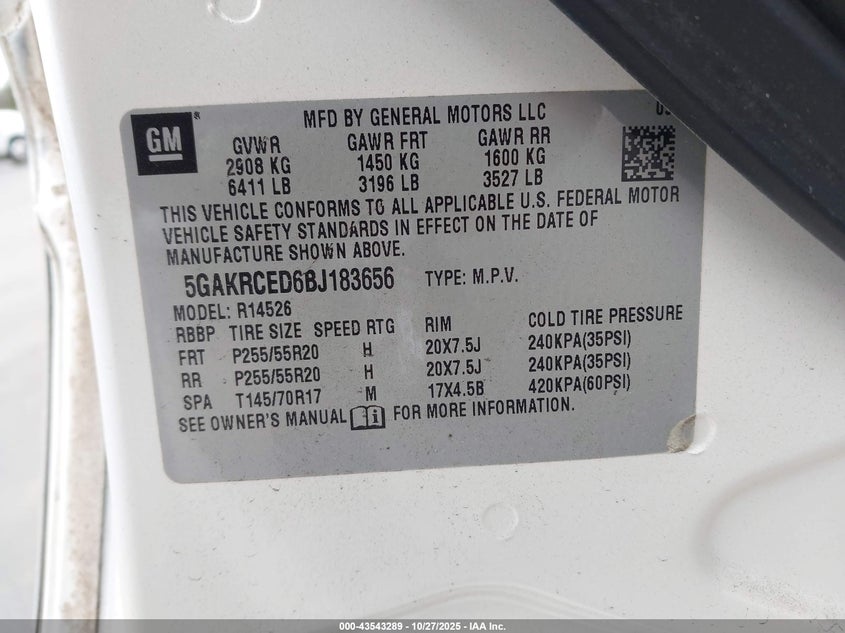 MFD BY GENERAL MOTORS LLC
GM®
GVWR GAWR FRT GAWR RR
2908 KG 1450 KG 1600 KG
6411 LB 3196 LB 3527 LB
THIS VEHICLE CONFORMS TO ALL APPLICABLE U.S. FEDERAL MOTOR
VEHICLE SAFETY STANDARDS IN EFFECT ON THE DATE OF
MANUFACTURE SHOWN ABOVE.
5GAKRCED6BJ183656 TYPE: M.P.V.
MODEL: R14526
RBBP TIRE SIZE SPEED RTG RIM COLD TIRE PRESSURE
FRT P255/55R20 H 20X7.5J 240KPA(35PSI)
RR P255/55R20 H 20X7.5J 240KPA(35PSI)
SPA T145/70R17 M 17X4.5B 420KPA(60PSI)
SEE OWNER'S MANUAL FOR MORE INFORMATION.
000-43543289 - 10/27/2025 - IAA Inc.